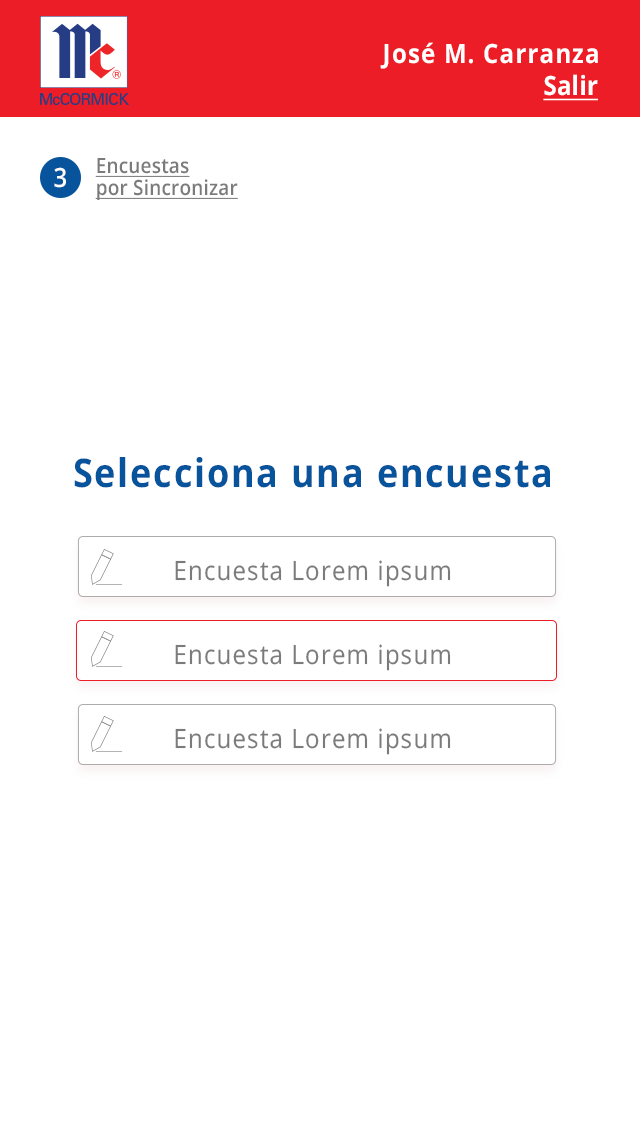 mc®
McCORMICK
José M. Carranza
Salir
3
Encuestas
por Sincronizar
Selecciona una encuesta
Encuesta Lorem ipsum
Encuesta Lorem ipsum
Encuesta Lorem ipsum